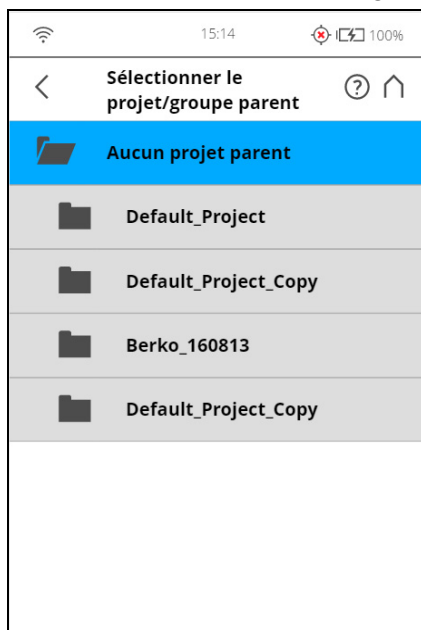 15:14
100%
Sélectionner le
projet/groupe parent
?
Aucun projet parent
Default_Project
Default_Project_Copy
Berko_160813
Default_Project_Copy